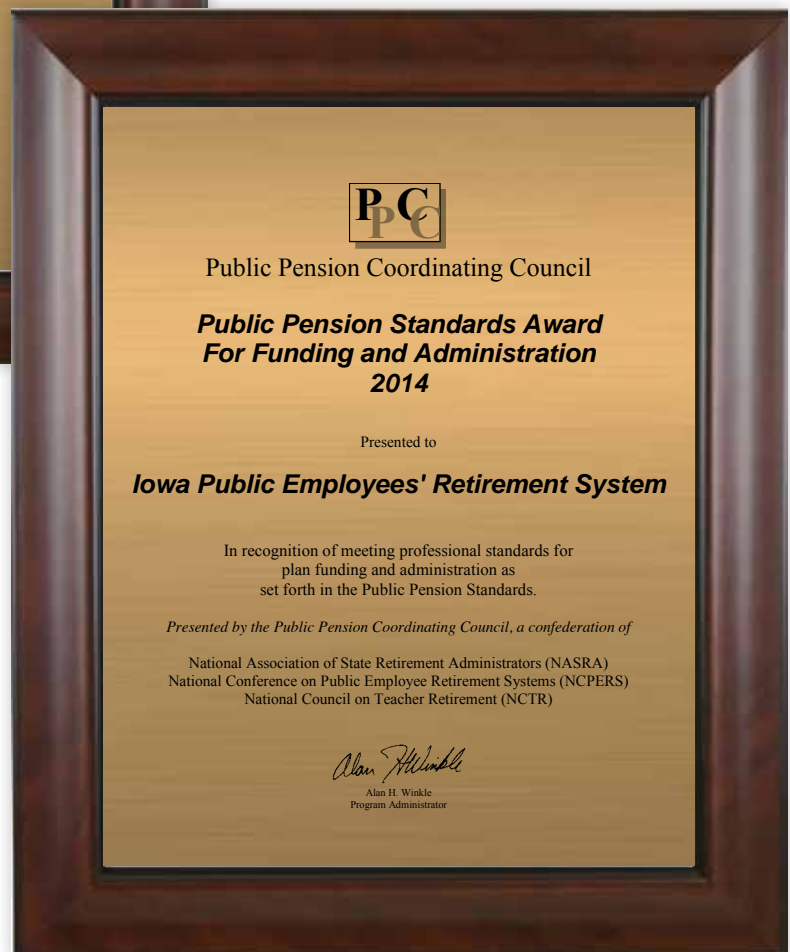 PPCC
Public Pension Coordinating Council
Public Pension Standards Award
For Funding and Administration
2014
Presented to
Iowa Public Employees' Retirement System
In recognition of meeting professional standards for
plan funding and administration as
set forth in the Public Pension Standards.
Presented by the Public Pension Coordinating Council, a confederation of
National Association of State Retirement Administrators (NASRA)
National Conference on Public Employee Retirement Systems (NCPERS)
National Council on Teacher Retirement (NCTR)
Alan H Winkle
Alan H. Winkle
Program Administrator